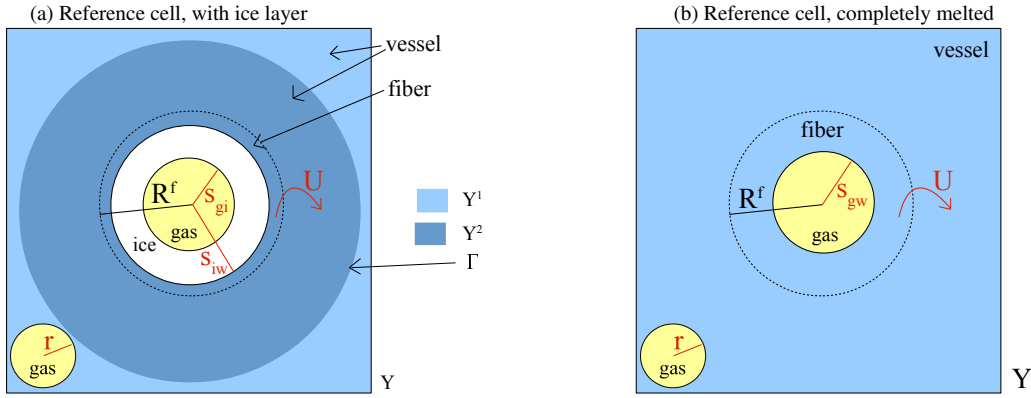 (a) Reference cell, with ice layer
vessel
fiber
R^f
s_gi
gas
ice
s_iw
U
Γ
r
gas
Y
Y^1
Y^2
(b) Reference cell, completely melted
vessel
fiber
R^f
s_gw
gas
U
r
gas
Y